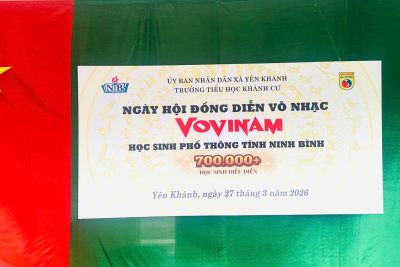 ỦY BAN NHÂN DÂN XÃ YÊN KHÁNH
TRƯỜNG TIỂU HỌC KHÁNH CƯ
NB
NGÀY HỘI ĐỒNG DIỄN VÕ NHẠC
VOVINAM
HỌC SINH PHỔ THÔNG TỈNH NINH BÌNH
700.000+
HỌC SINH BIỂU DIỄN
Yên Khánh, ngày 27 tháng 3 năm 2026